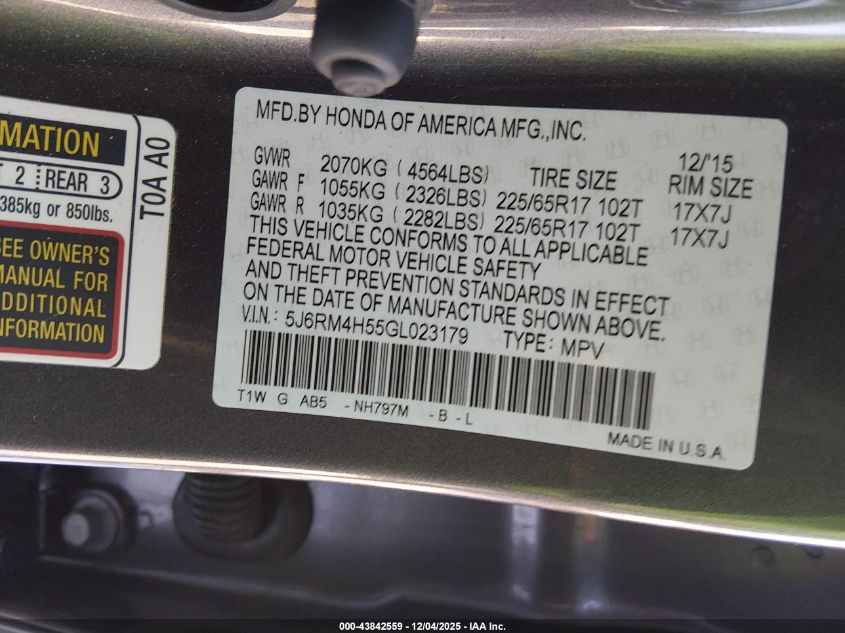 RMATION
T 2 REAR 3
385kg or 850lbs.
SEE OWNER'S
MANUAL FOR
ADDITIONAL
INFORMATION
T0A A0
MFD.BY HONDA OF AMERICA MFG.,INC.
12/'15
GVWR 2070KG (4564LBS) TIRE SIZE RIM SIZE
GAWR F 1055KG (2326LBS) 225/65R17 102T 17X7J
GAWR R 1035KG (2282LBS) 225/65R17 102T 17X7J
THIS VEHICLE CONFORMS TO ALL APPLICABLE
FEDERAL MOTOR VEHICLE SAFETY
AND THEFT PREVENTION STANDARDS IN EFFECT
ON THE DATE OF MANUFACTURE SHOWN ABOVE.
V.I.N.: 5J6RM4H55GL023179 TYPE: MPV
T1W G AB5 -NH797M -B-L
MADE IN U.S.A.
000-43842559 - 12/04/2025 - IAA Inc.